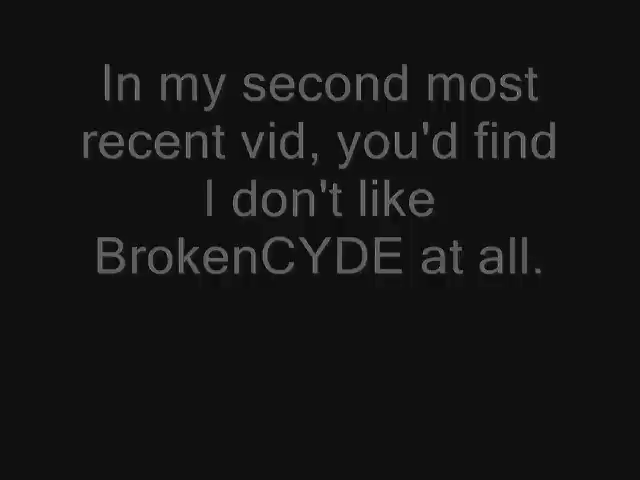 In my second most
recent vid, you'd find
I don't like
BrokenCYDE at all.